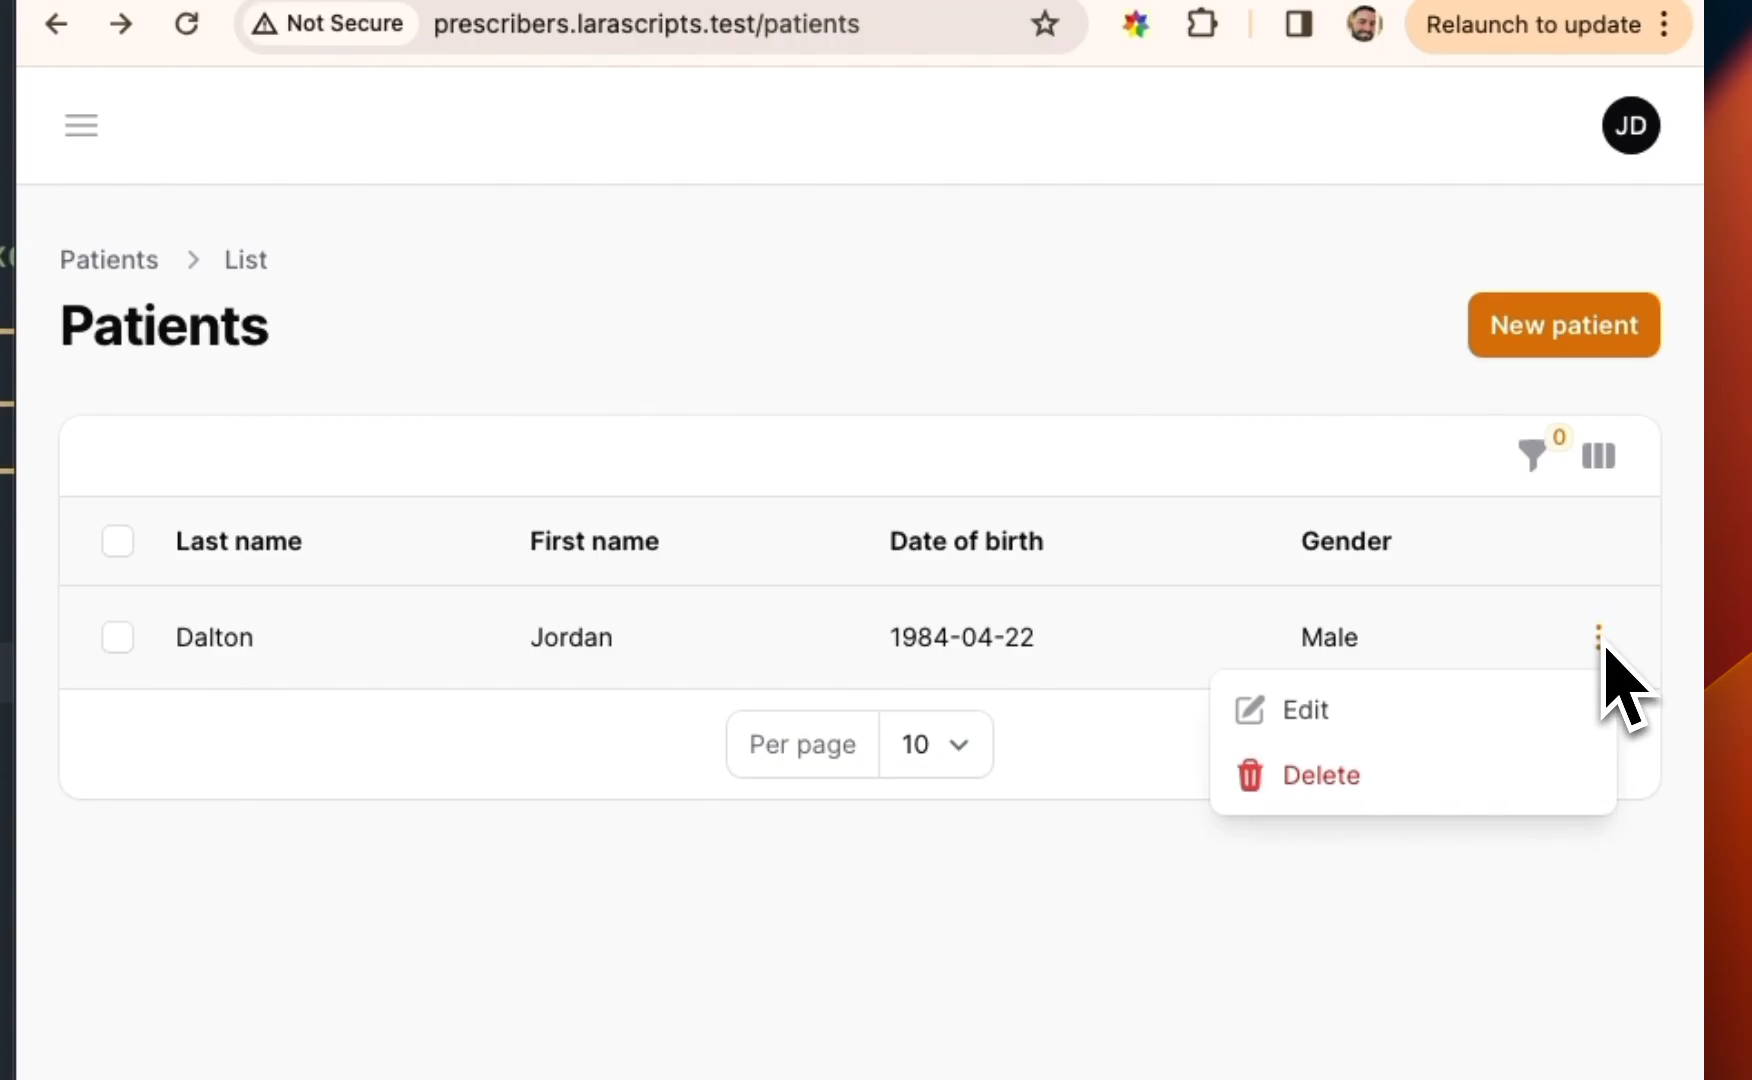 Not Secure prescribers.larascripts.test/patients Relaunch to update
JD
Patients > List
Patients
New patient
0
Last name First name Date of birth Gender
Dalton Jordan 1984-04-22 Male
Edit
Per page 10
Delete